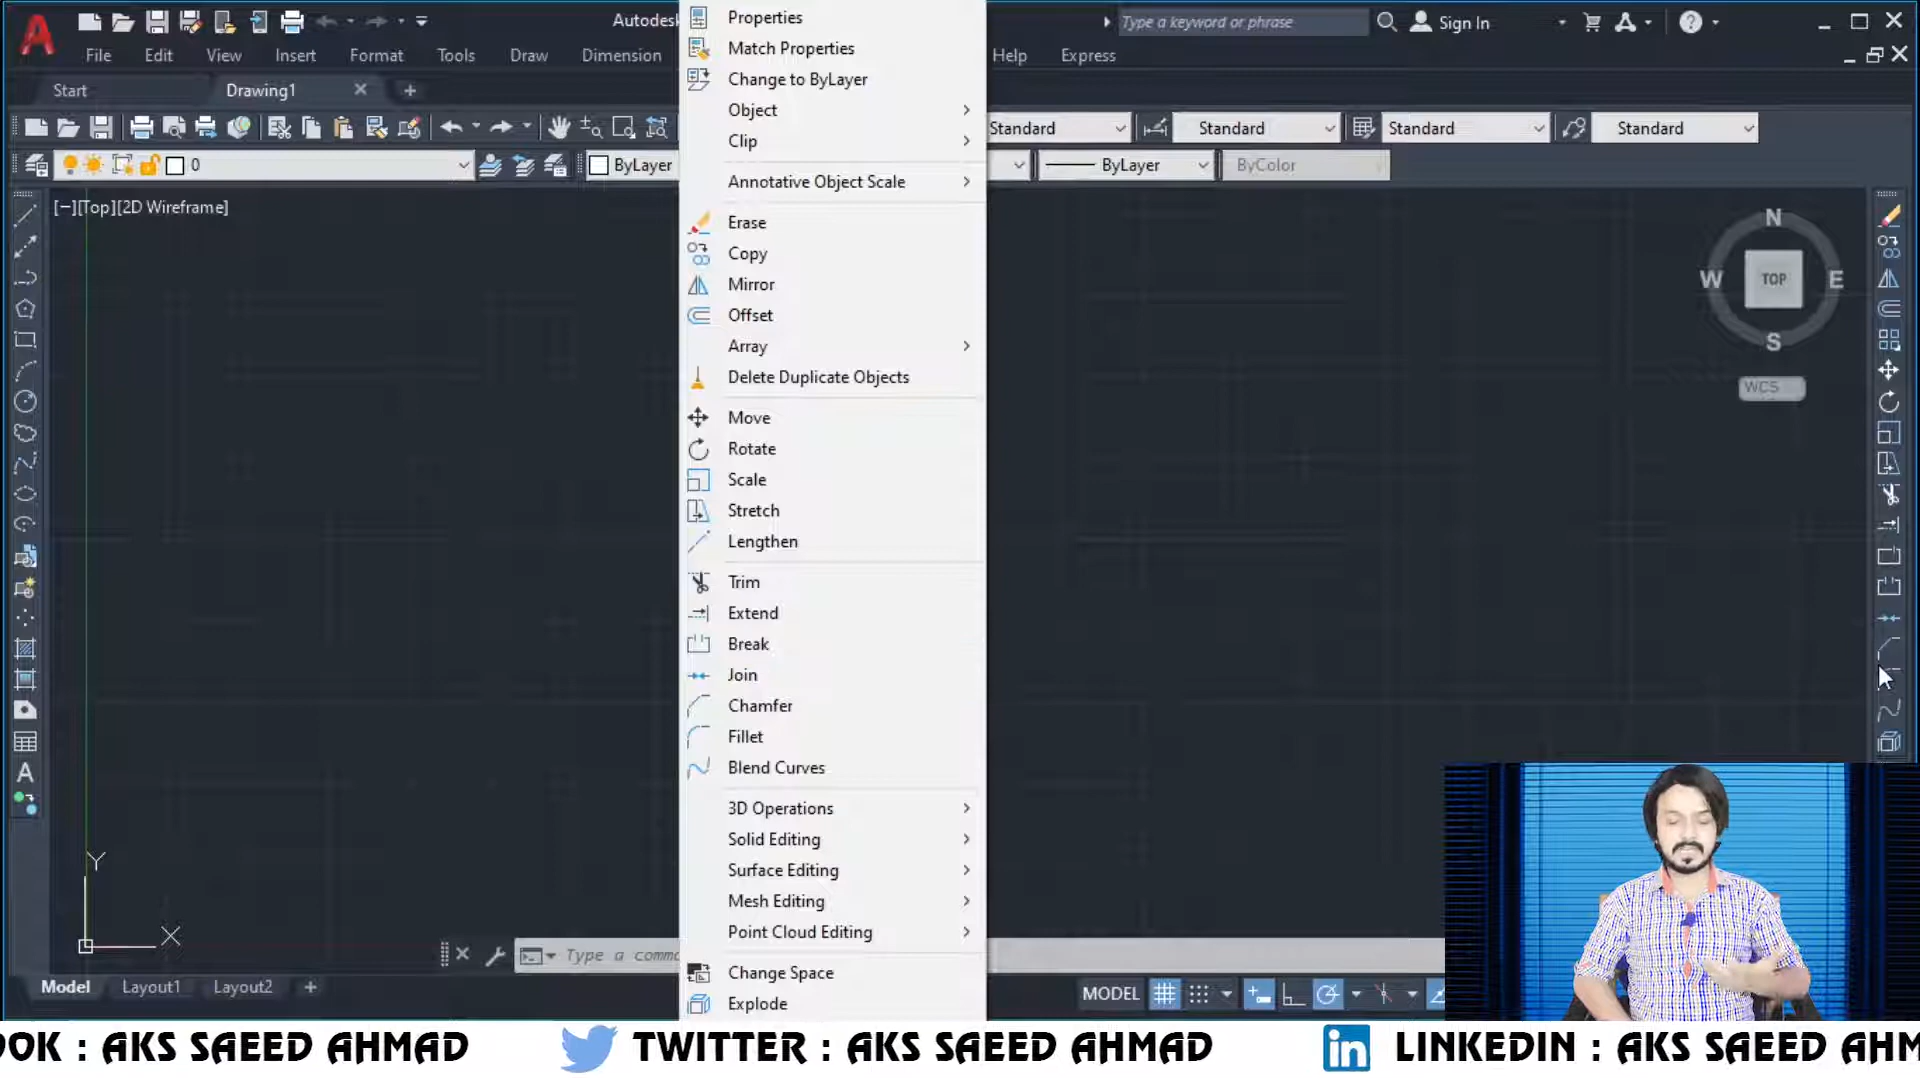 Autodesk
Type a keyword or phrase
Sign In
File Edit View Insert Format Tools Draw Dimension Help Express
Start Drawing1
Standard Standard Standard Standard
0 ByLayer ByLayer ByColor
[−][Top][2D Wireframe]
Properties
Match Properties
Change to ByLayer
Object
Clip
Annotative Object Scale
Erase
Copy
Mirror
Offset
Array
Delete Duplicate Objects
Move
Rotate
Scale
Stretch
Lengthen
Trim
Extend
Break
Join
Chamfer
Fillet
Blend Curves
3D Operations
Solid Editing
Surface Editing
Mesh Editing
Point Cloud Editing
Change Space
Explode
N
W TOP E
S
WCS
A
Y
X
Type a comm
Model Layout1 Layout2
MODEL
OOK : AKS SAEED AHMAD TWITTER : AKS SAEED AHMAD in LINKEDIN : AKS SAEED AHM